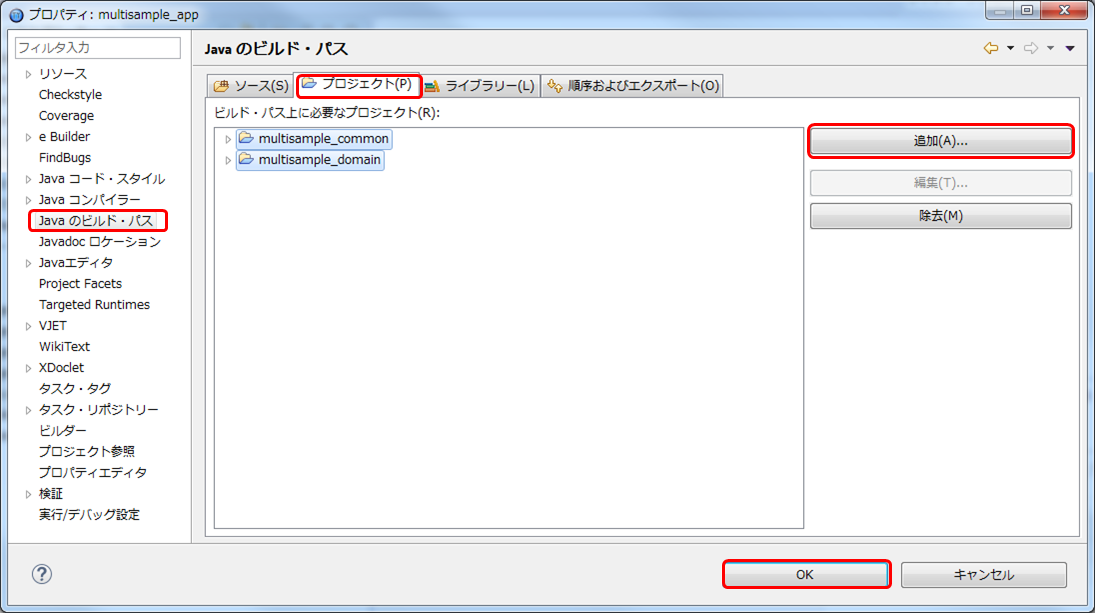 プロパティ: multisample_app
フィルタ入力
リソース
Checkstyle
Coverage
e Builder
FindBugs
Java コード・スタイル
Java コンパイラー
Java のビルド・パス
Javadoc ロケーション
Javaエディタ
Project Facets
Targeted Runtimes
VJET
WikiText
XDoclet
タスク・タグ
タスク・リポジトリー
ビルダー
プロジェクト参照
プロパティエディタ
検証
実行/デバッグ設定
Java のビルド・パス
ソース(S) プロジェクト(P) ライブラリー(L) 順序およびエクスポート(O)
ビルド・パス上に必要なプロジェクト(R):
multisample_common
multisample_domain
追加(A)...
編集(T)...
除去(M)
?
OK キャンセル